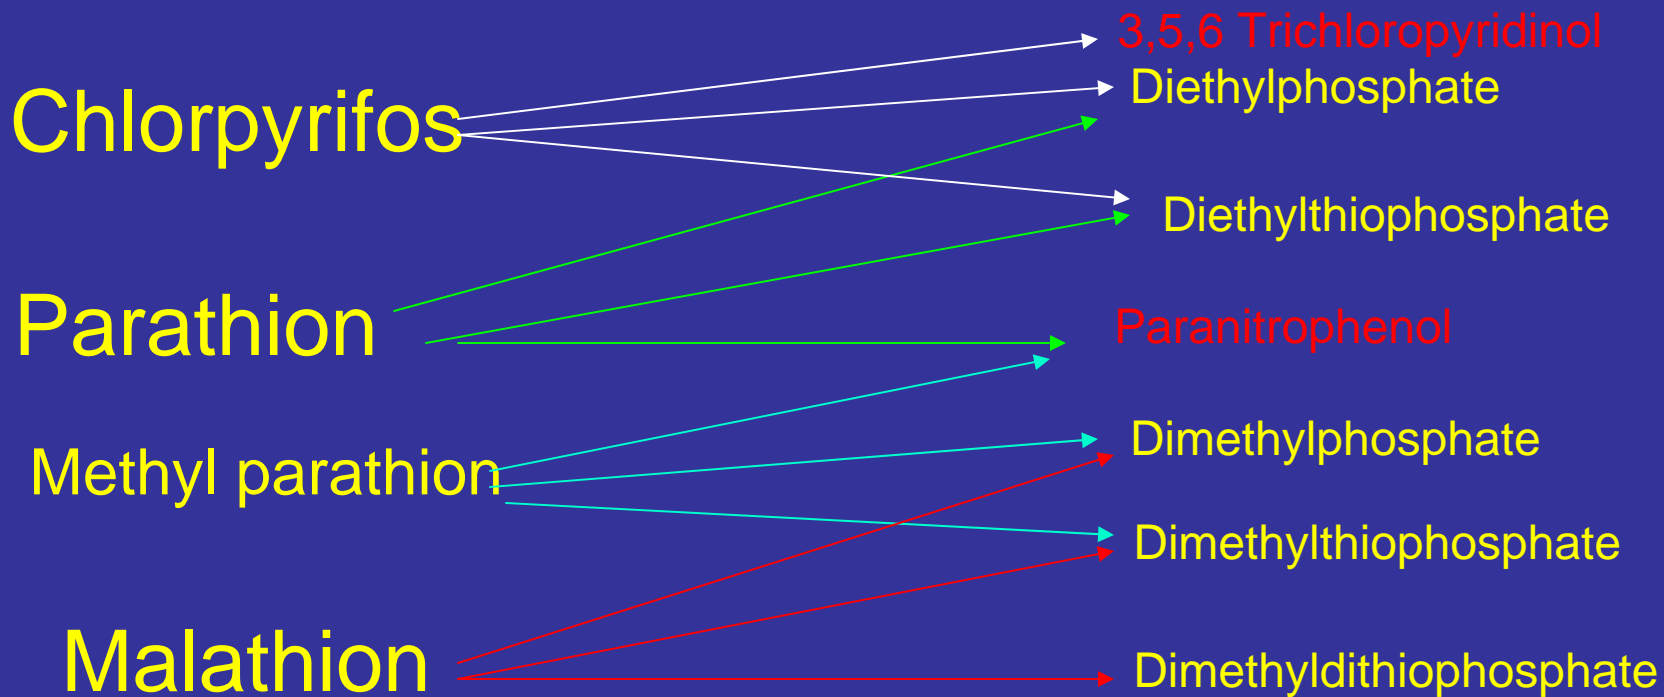 3,5,6 Trichloropyridinol
Diethylphosphate
Chlorpyrifos
Diethylthiophosphate
Parathion
Paranitrophenol
Dimethylphosphate
Methyl parathion
Dimethylthiophosphate
Malathion
Dimethyldithiophosphate